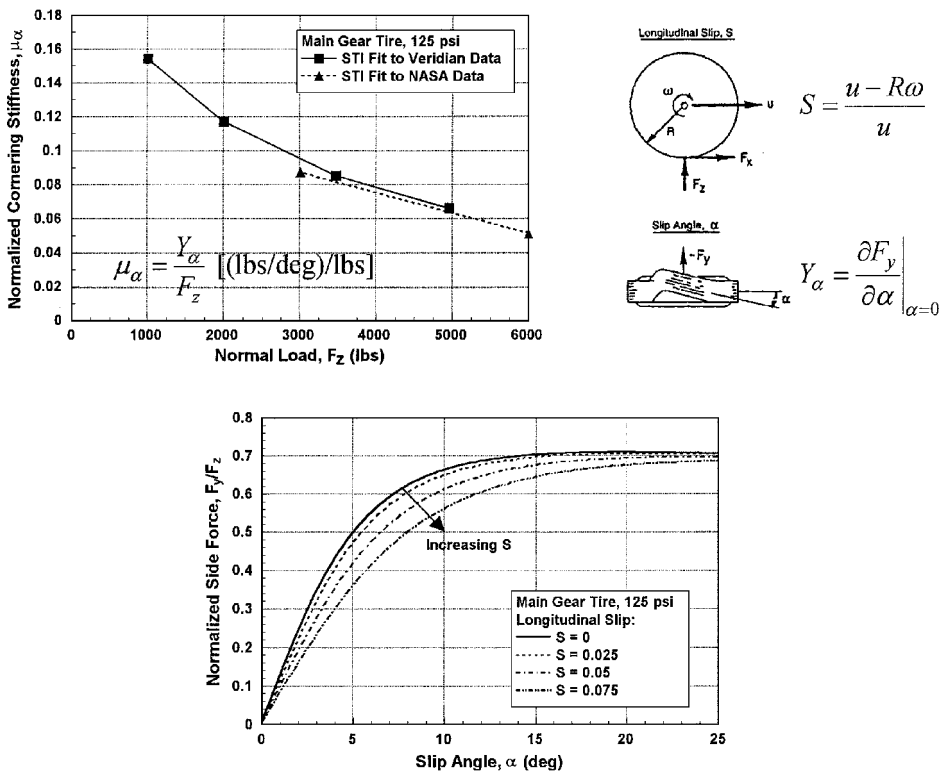 Normalized Cornering Stiffness, μα
0.18
0.16
0.14
0.12
0.10
0.08
0.06
0.04
0.02
0
0
1000
2000
3000
4000
5000
6000
Normal Load, FZ (lbs)
Main Gear Tire, 125 psi
STI Fit to Veridian Data
STI Fit to NASA Data
μα = Yα / Fz [(lbs/deg)/lbs]
Longitudinal Slip, S
ω
u
R
Fx
Fz
S = (u − Rω) / u
Slip Angle, α
-Fy
α
Yα = ∂Fy / ∂α |α=0
Normalized Side Force, Fy/Fz
0.8
0.7
0.6
0.5
0.4
0.3
0.2
0.1
0
0
5
10
15
20
25
Slip Angle, α (deg)
Increasing S
Main Gear Tire, 125 psi
Longitudinal Slip:
S = 0
S = 0.025
S = 0.05
S = 0.075